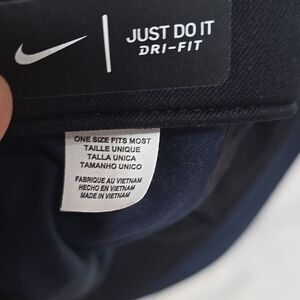 JUST DO IT
DRI-FIT
ONE SIZE FITS MOST
TAILLE UNIQUE
TALLA UNICA
TAMANHO UNICO
FABRIQUE AU VIETNAM
HECHO EN VIETNAM
MADE IN VIETNAM